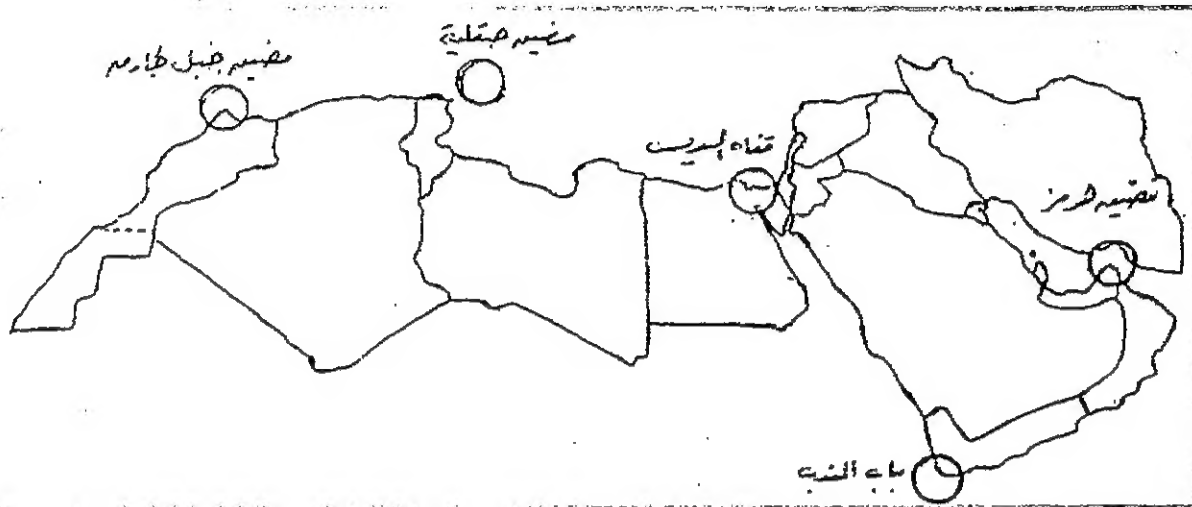 مضيق صقلية
مضيق جبل طارق
قناة السويس
مضيق هرمز
باب المندب